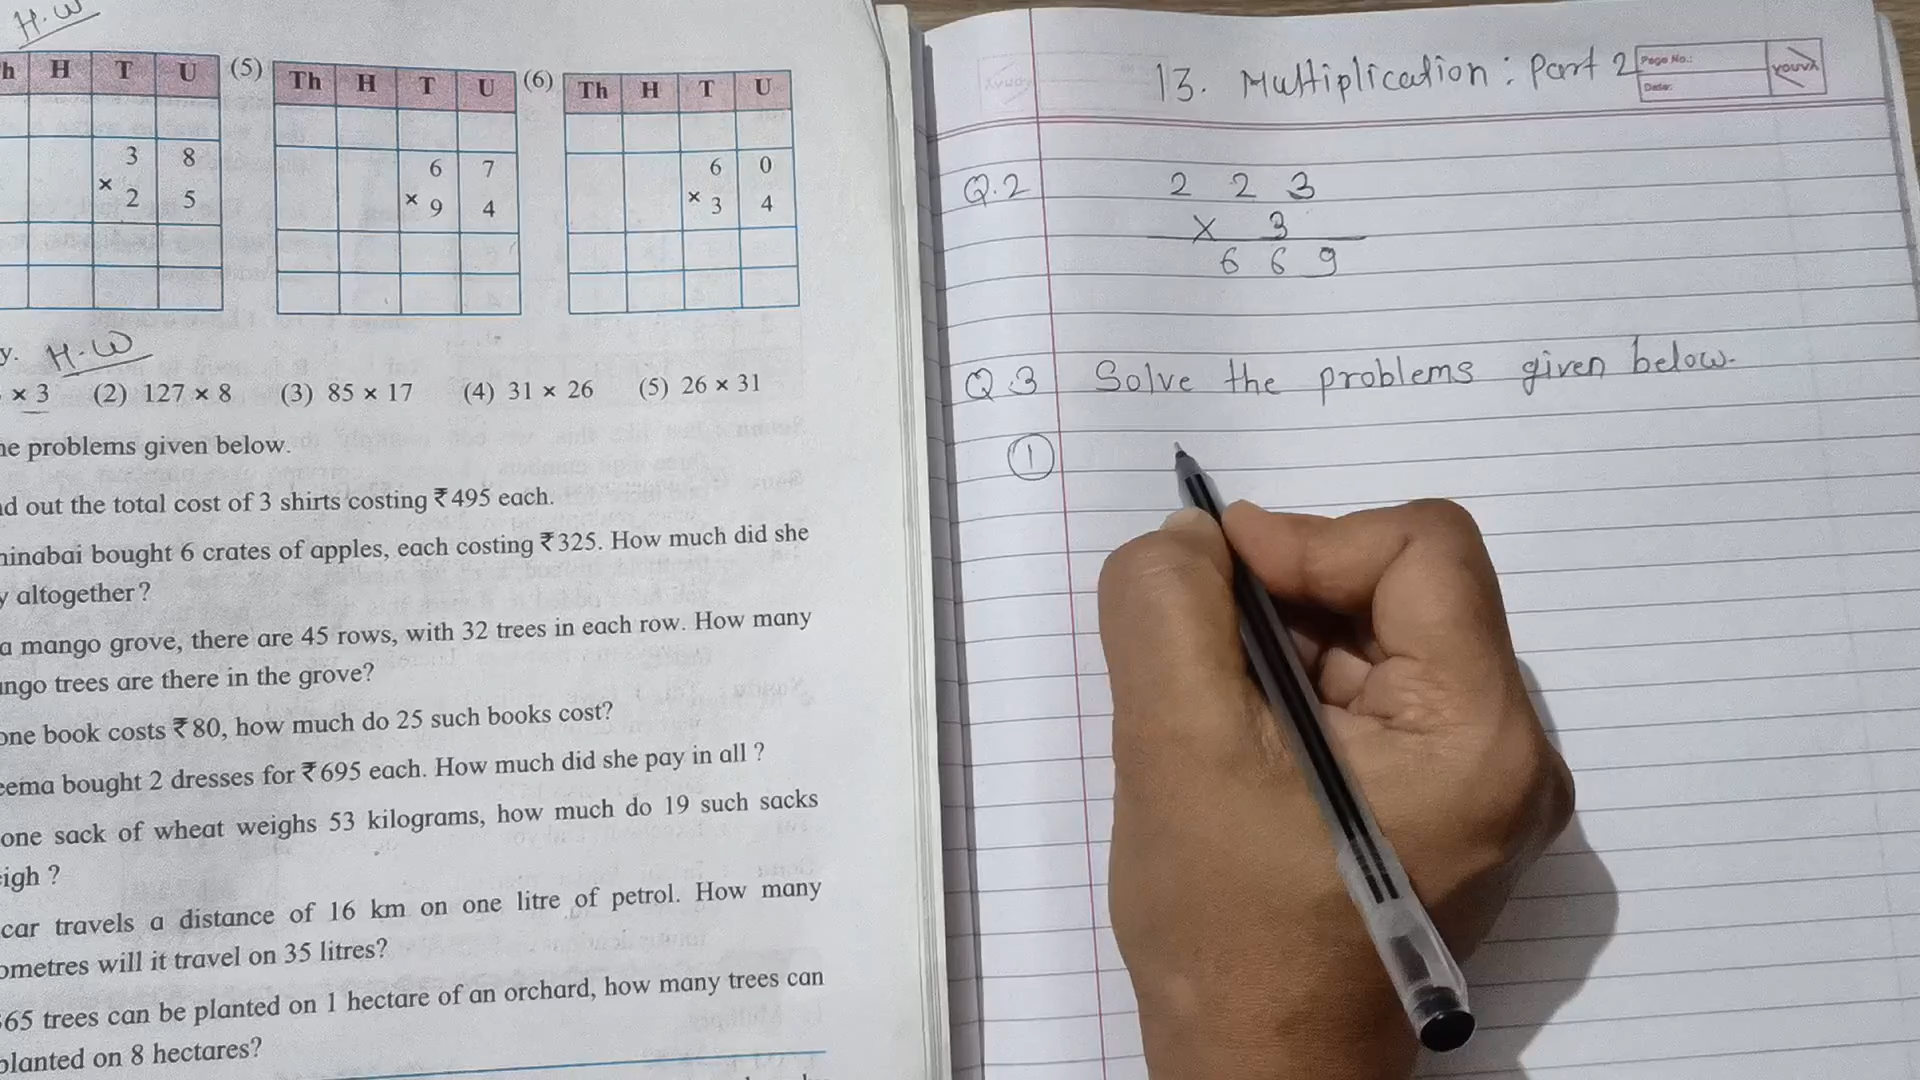 H.W
h H T U (5) Th H T U (6) Th H T U
3 8 6 7 6 0
× 2 5 × 9 4 × 3 4
y. H.W
× 3 (2) 127 × 8 (3) 85 × 17 (4) 31 × 26 (5) 26 × 31
he problems given below.
nd out the total cost of 3 shirts costing ₹495 each.
ninabai bought 6 crates of apples, each costing ₹325. How much did she
y altogether?
a mango grove, there are 45 rows, with 32 trees in each row. How many
ango trees are there in the grove?
one book costs ₹80, how much do 25 such books cost?
eema bought 2 dresses for ₹695 each. How much did she pay in all ?
one sack of wheat weighs 53 kilograms, how much do 19 such sacks
eigh ?
car travels a distance of 16 km on one litre of petrol. How many
ometres will it travel on 35 litres?
65 trees can be planted on 1 hectare of an orchard, how many trees can
planted on 8 hectares?
13. Multiplication : Part 2
Page No.:
Date:
YOUVA
Q.2 2 2 3
× 3
6 6 9
Q.3 Solve the problems given below.
1